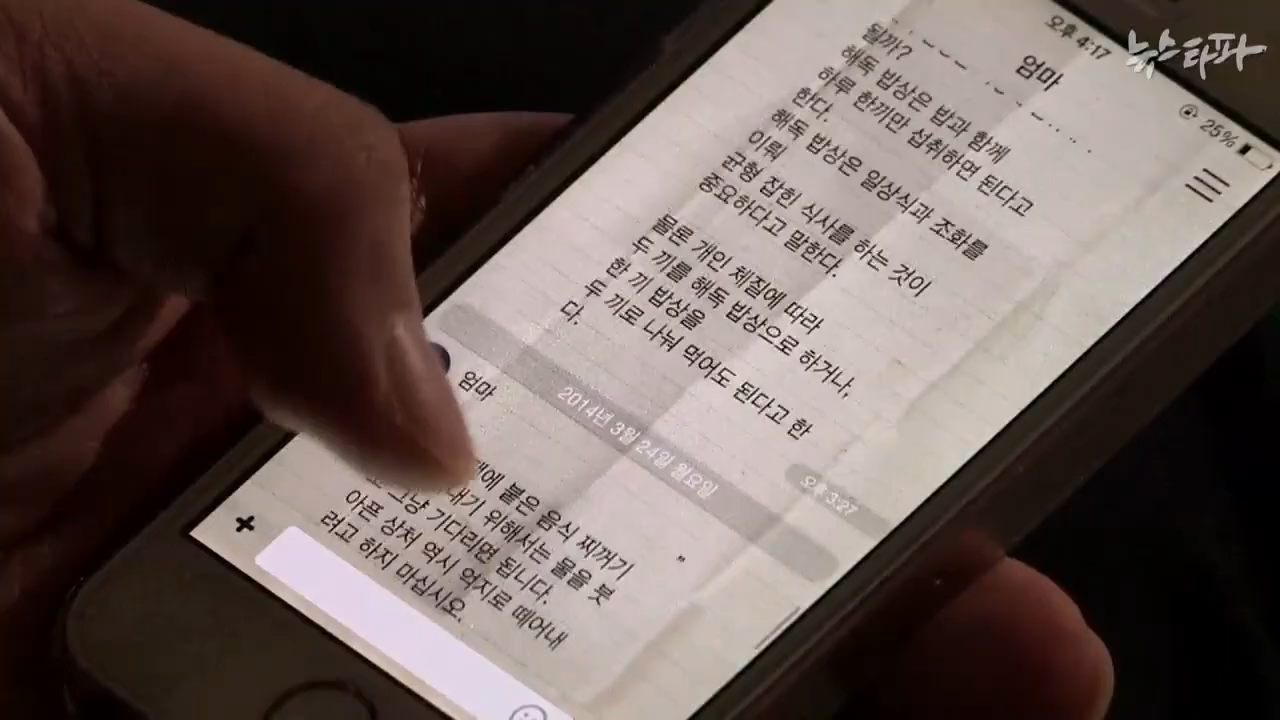 뉴스타파
오후 4:17
25%
엄마
될까?
해독 밥상은 밥과 함께
하루 한끼만 섭취하면 된다고
한다.
해독 밥상은 일상식과 조화를
이뤄
균형 잡힌 식사를 하는 것이
중요하다고 말한다.
물론 개인 체질에 따라
두 끼를 해독 밥상으로 하거나,
한 끼 밥상을
두 끼로 나눠 먹어도 된다고 한
다.
오후 3:27
2014년 3월 24일 월요일
엄마
붙은 음식 찌꺼기
내기 위해서는 물을 붓
그냥 기다리면 됩니다.
아픈 상처 역시 억지로 떼어내
려고 하지 마십시오.